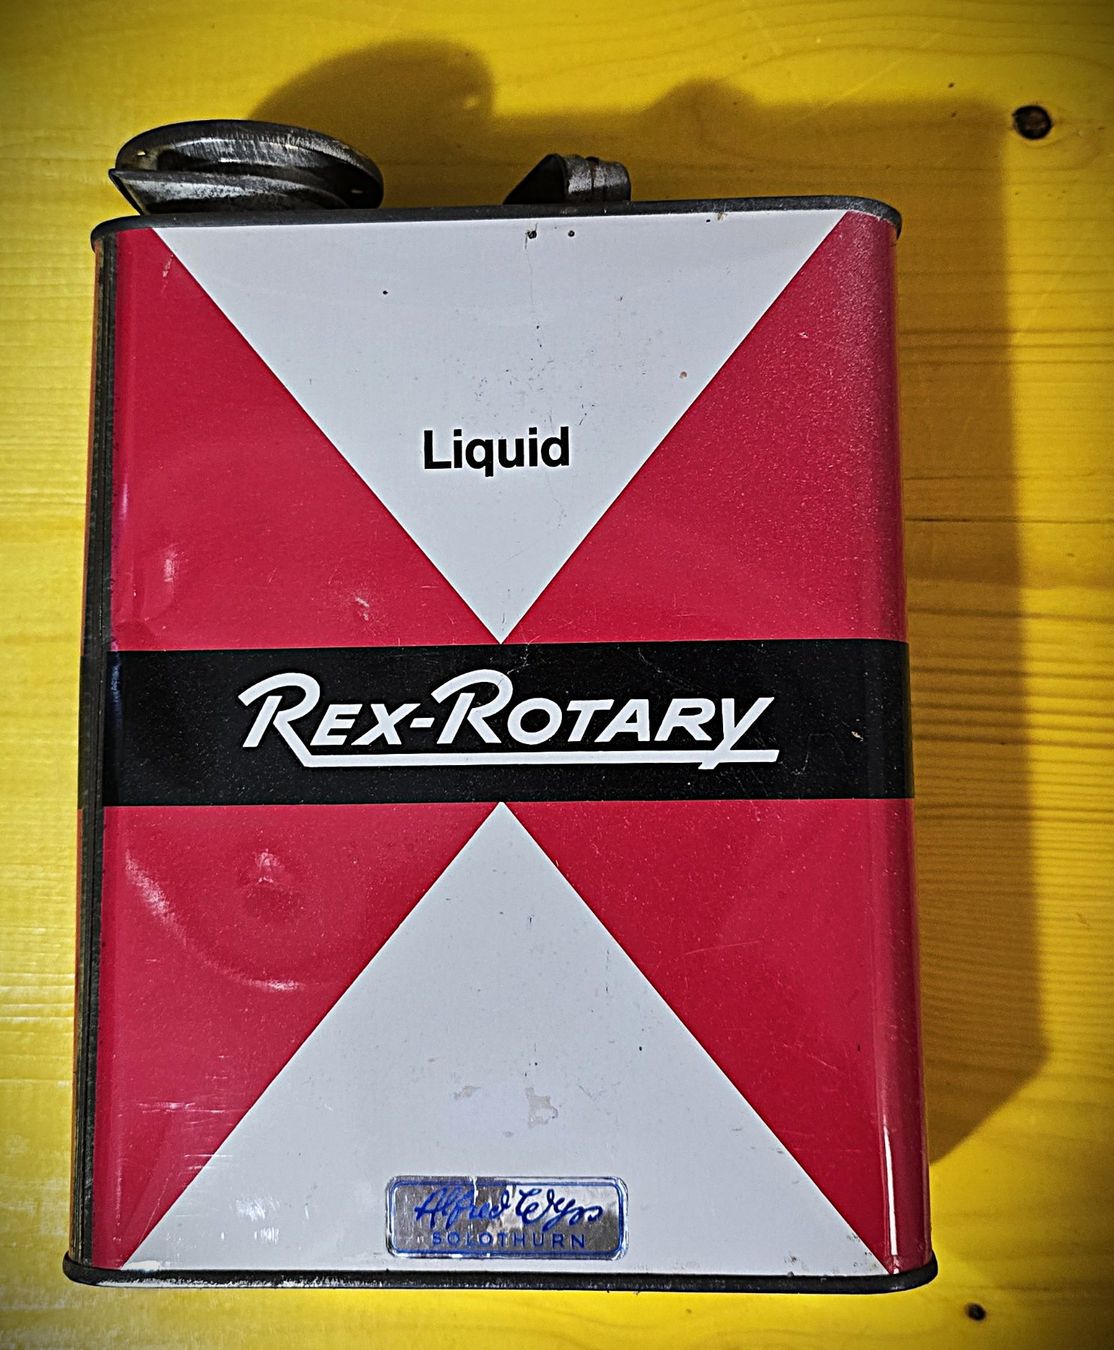 Liquid
REX-ROTARY
Alfred Wyss
SOLOTHURN